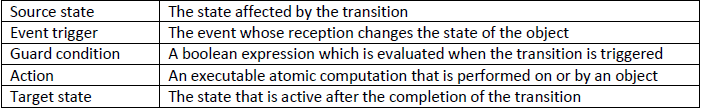 Source state The state affected by the transition
Event trigger The event whose reception changes the state of the object
Guard condition A boolean expression which is evaluated when the transition is triggered
Action An executable atomic computation that is performed on or by an object
Target state The state that is active after the completion of the transition